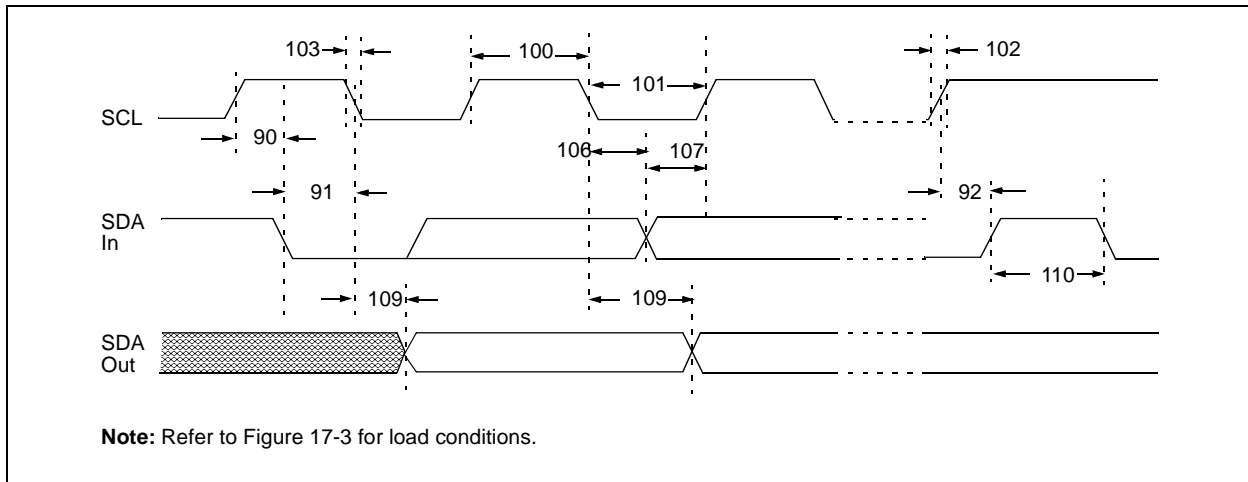 103
100
102
101
SCL
90
106
107
91
92
SDA
In
109
109
110
SDA
Out
Note: Refer to Figure 17-3 for load conditions.